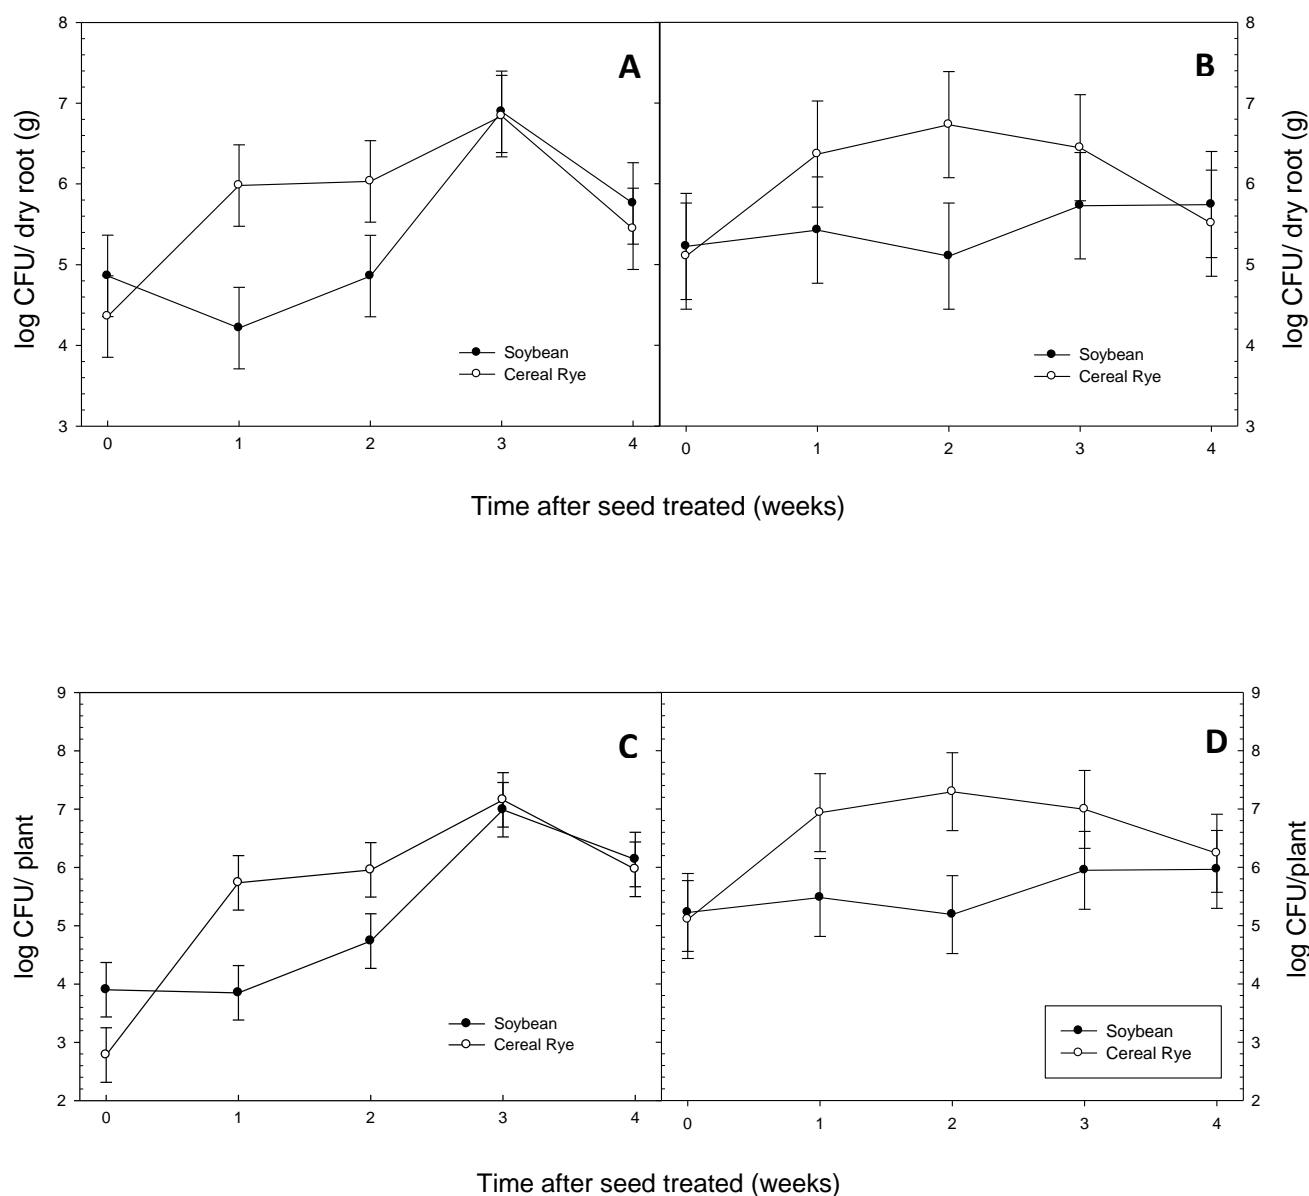 8
7
6
5
4
3
log CFU/ dry root (g)
A
Soybean
Cereal Rye
0 1 2 3 4
B
Soybean
Cereal Rye
0 1 2 3 4
8
7
6
5
4
3
log CFU/ dry root (g)
Time after seed treated (weeks)
9
8
7
6
5
4
3
2
log CFU/ plant
C
Soybean
Cereal Rye
0 1 2 3 4
D
Soybean
Cereal Rye
0 1 2 3 4
9
8
7
6
5
4
3
2
log CFU/plant
Time after seed treated (weeks)